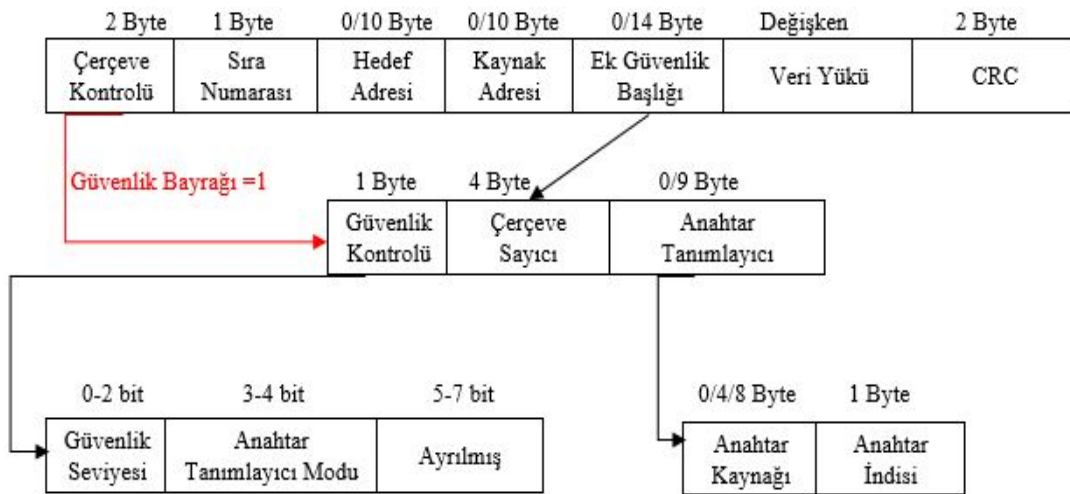 2 Byte 1 Byte 0/10 Byte 0/10 Byte 0/14 Byte Değişken 2 Byte
Çerçeve Kontrolü
Sıra Numarası
Hedef Adresi
Kaynak Adresi
Ek Güvenlik Başlığı
Veri Yükü
CRC
Güvenlik Bayrağı =1
1 Byte 4 Byte 0/9 Byte
Güvenlik Kontrolü
Çerçeve Sayıcı
Anahtar Tanımlayıcı
0-2 bit 3-4 bit 5-7 bit
Güvenlik Seviyesi
Anahtar Tanımlayıcı Modu
Ayrılmış
0/4/8 Byte 1 Byte
Anahtar Kaynağı
Anahtar İndisi